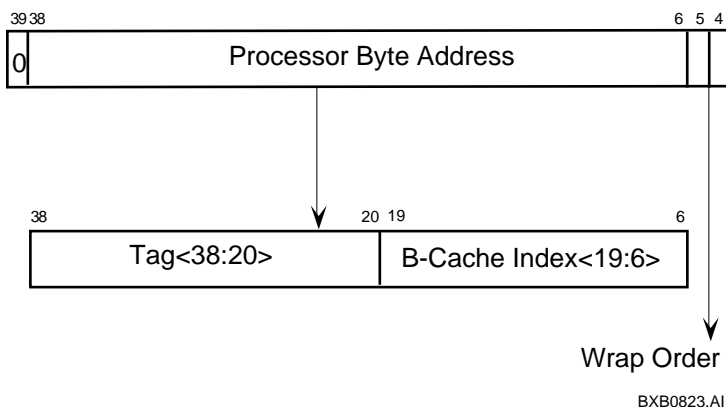 39 38 6 5 4
0 Processor Byte Address
38 20 19 6
Tag<38:20> B-Cache Index<19:6>
Wrap Order
BXB0823.AI